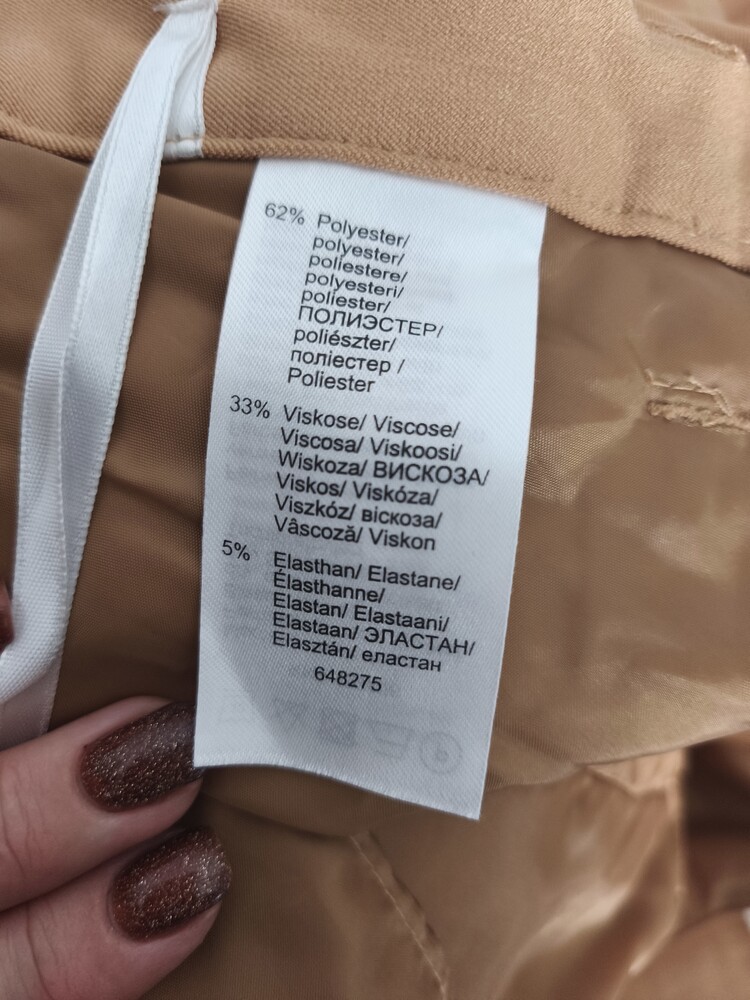 62% Polyester/
polyester/
poliestere/
polyesteri/
poliester/
ПОЛИЭСТЕР/
poliészter/
поліестер /
Poliester
33% Viskose/ Viscose/
Viscosa/ Viskoosi/
Wiskoza/ ВИСКОЗА/
Viskos/ Viskóza/
Viszkóz/ віскоза/
Vâscoză/ Viskon
5% Elasthan/ Elastane/
Élasthanne/
Elastan/ Elastaani/
Elastaan/ ЭЛАСТАН/
Elasztán/ еластан
648275